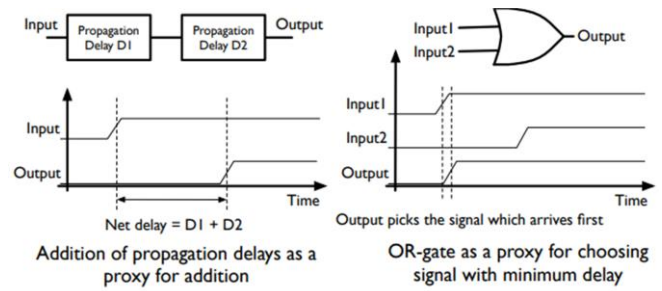 Input
Propagation
Delay D1
Propagation
Delay D2
Output
Input
Output
Time
Net delay = D1 + D2
Addition of propagation delays as a
proxy for addition
Input1
Input2
Output
Input1
Input2
Output
Time
Output picks the signal which arrives first
OR-gate as a proxy for choosing
signal with minimum delay